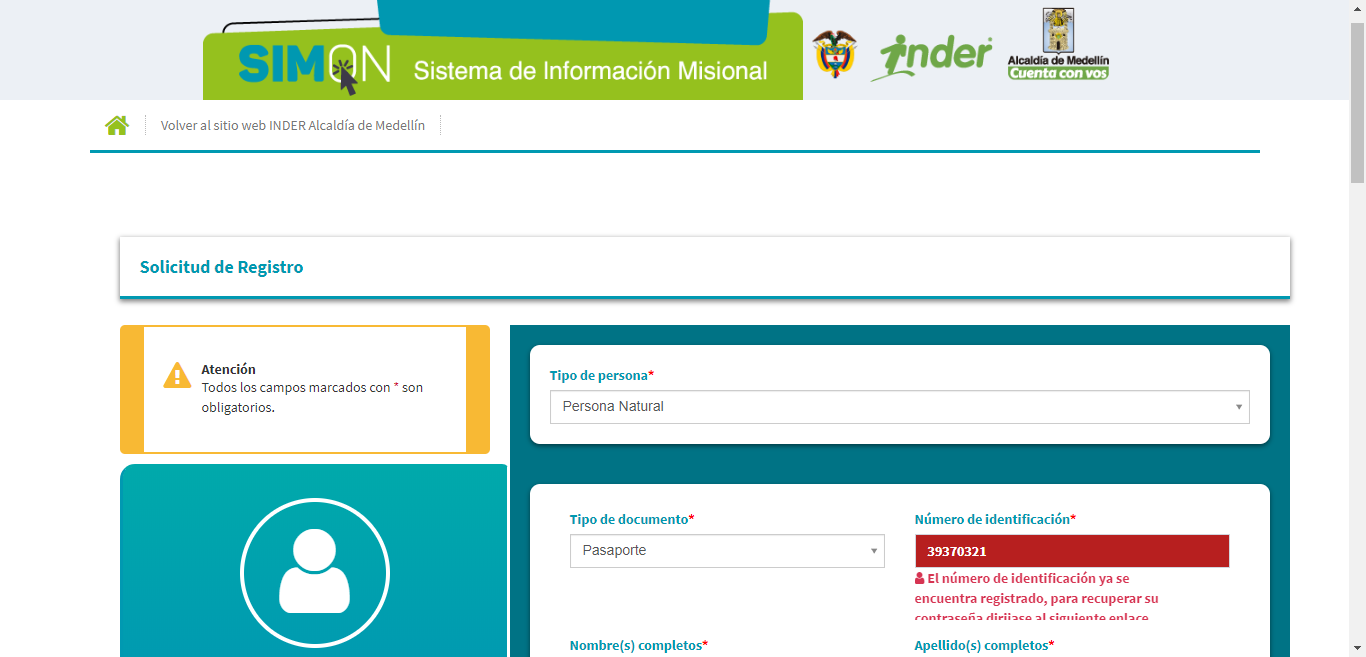 SIMON Sistema de Información Misional
inder
Alcaldía de Medellín
Cuenta con vos
Volver al sitio web INDER Alcaldía de Medellín
Solicitud de Registro
Atención
Todos los campos marcados con * son
obligatorios.
Tipo de persona*
Persona Natural
Tipo de documento*
Pasaporte
Número de identificación*
39370321
El número de identificación ya se
encuentra registrado, para recuperar su
contraseña dirijase al siguiente enlace
Nombre(s) completos*
Apellido(s) completos*